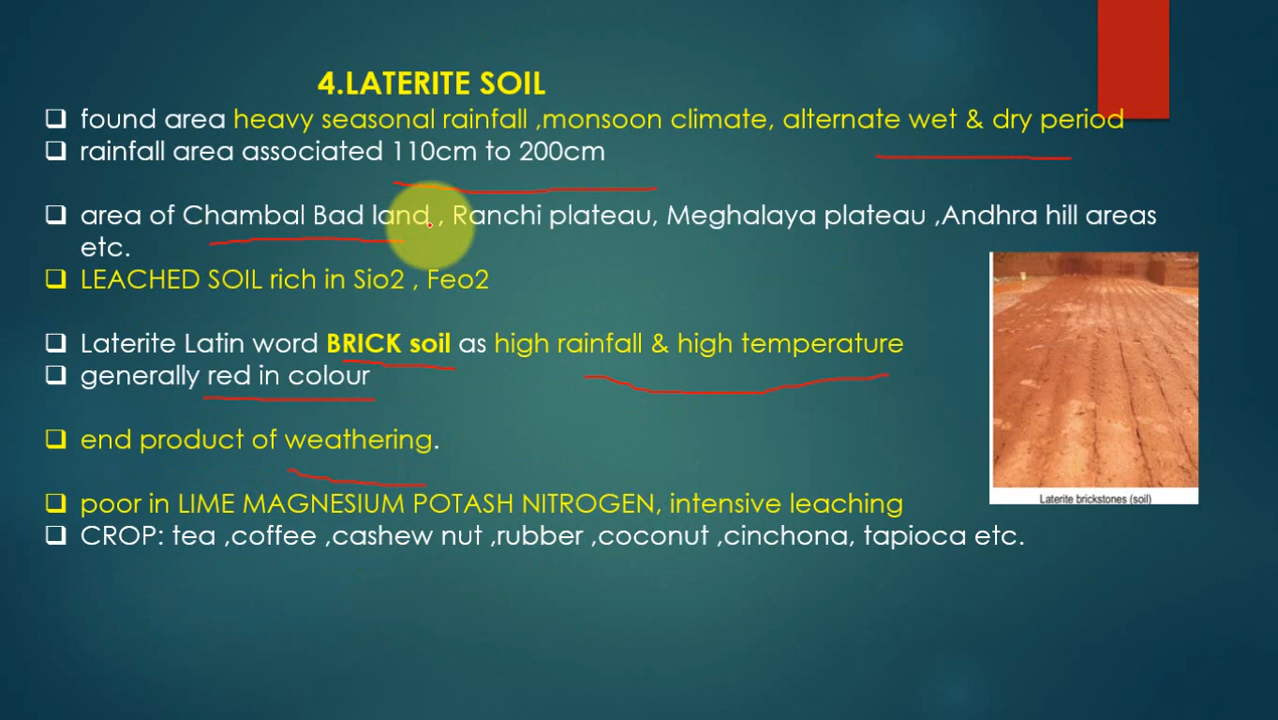 4.LATERITE SOIL
❑ found area heavy seasonal rainfall ,monsoon climate, alternate wet & dry period
❑ rainfall area associated 110cm to 200cm
❑ area of Chambal Bad land , Ranchi plateau, Meghalaya plateau ,Andhra hill areas
etc.
❑ LEACHED SOIL rich in Sio2 , Feo2
❑ Laterite Latin word BRICK soil as high rainfall & high temperature
❑ generally red in colour
❑ end product of weathering.
❑ poor in LIME MAGNESIUM POTASH NITROGEN, intensive leaching
❑ CROP: tea ,coffee ,cashew nut ,rubber ,coconut ,cinchona, tapioca etc.
Laterite brickstones (soil)